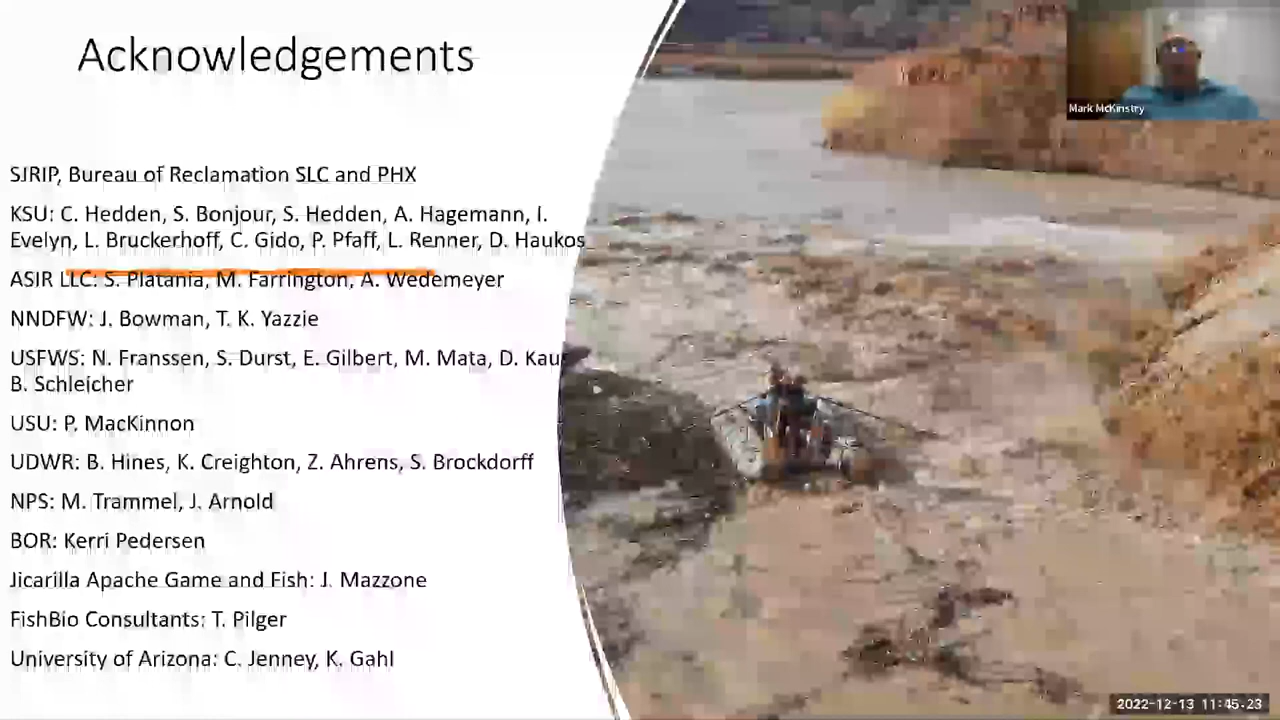 Acknowledgements
Mark McKinstry
SJRIP, Bureau of Reclamation SLC and PHX
KSU: C. Hedden, S. Bonjour, S. Hedden, A. Hagemann, I.
Evelyn, L. Bruckerhoff, C. Gido, P. Pfaff, L. Renner, D. Haukos
ASIR LLC: S. Platania, M. Farrington, A. Wedemeyer
NNDFW: J. Bowman, T. K. Yazzie
USFWS: N. Franssen, S. Durst, E. Gilbert, M. Mata, D.
B. Schleicher
USU: P. MacKinnon
UDWR: B. Hines, K. Creighton, Z. Ahrens, S. Brockdorff
NPS: M. Trammel, J. Arnold
BOR: Kerri Pedersen
Jicarilla Apache Game and Fish: J. Mazzone
FishBio Consultants: T. Pilger
University of Arizona: C. Jenney, K. Gahl
2022-12-13 11:45:23